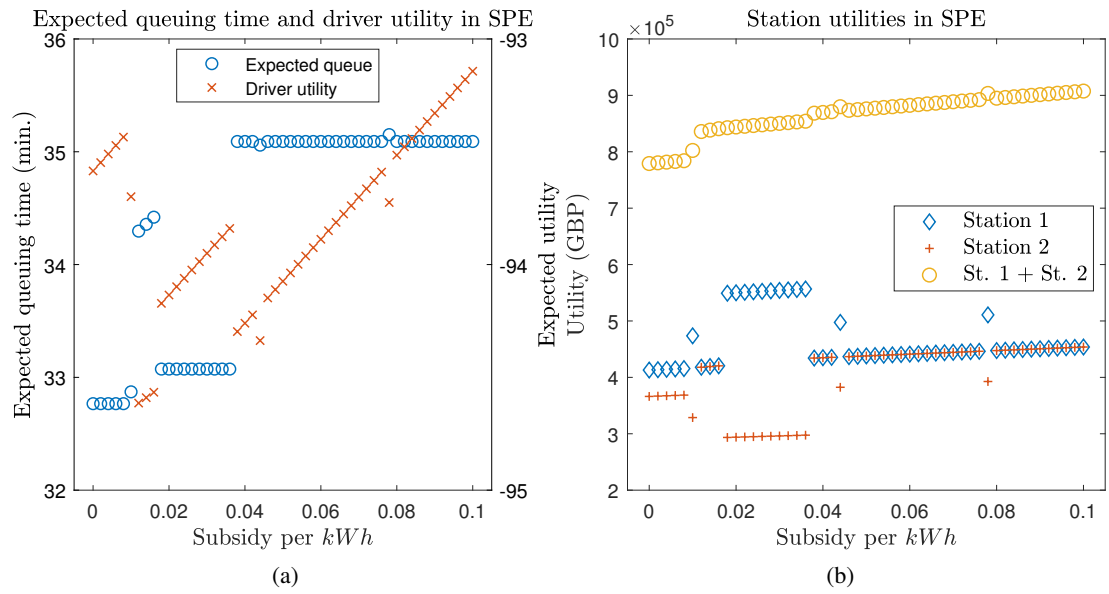 Expected queuing time and driver utility in SPE
36
35
34
33
32
Expected queuing time (min.)
Expected queue
Driver utility
-93
-94
-95
Expected utility
0 0.02 0.04 0.06 0.08 0.1
Subsidy per kWh
(a)
Station utilities in SPE
×10⁵
10
9
8
7
6
5
4
3
2
Utility (GBP)
Station 1
Station 2
St. 1 + St. 2
0 0.02 0.04 0.06 0.08 0.1
Subsidy per kWh
(b)